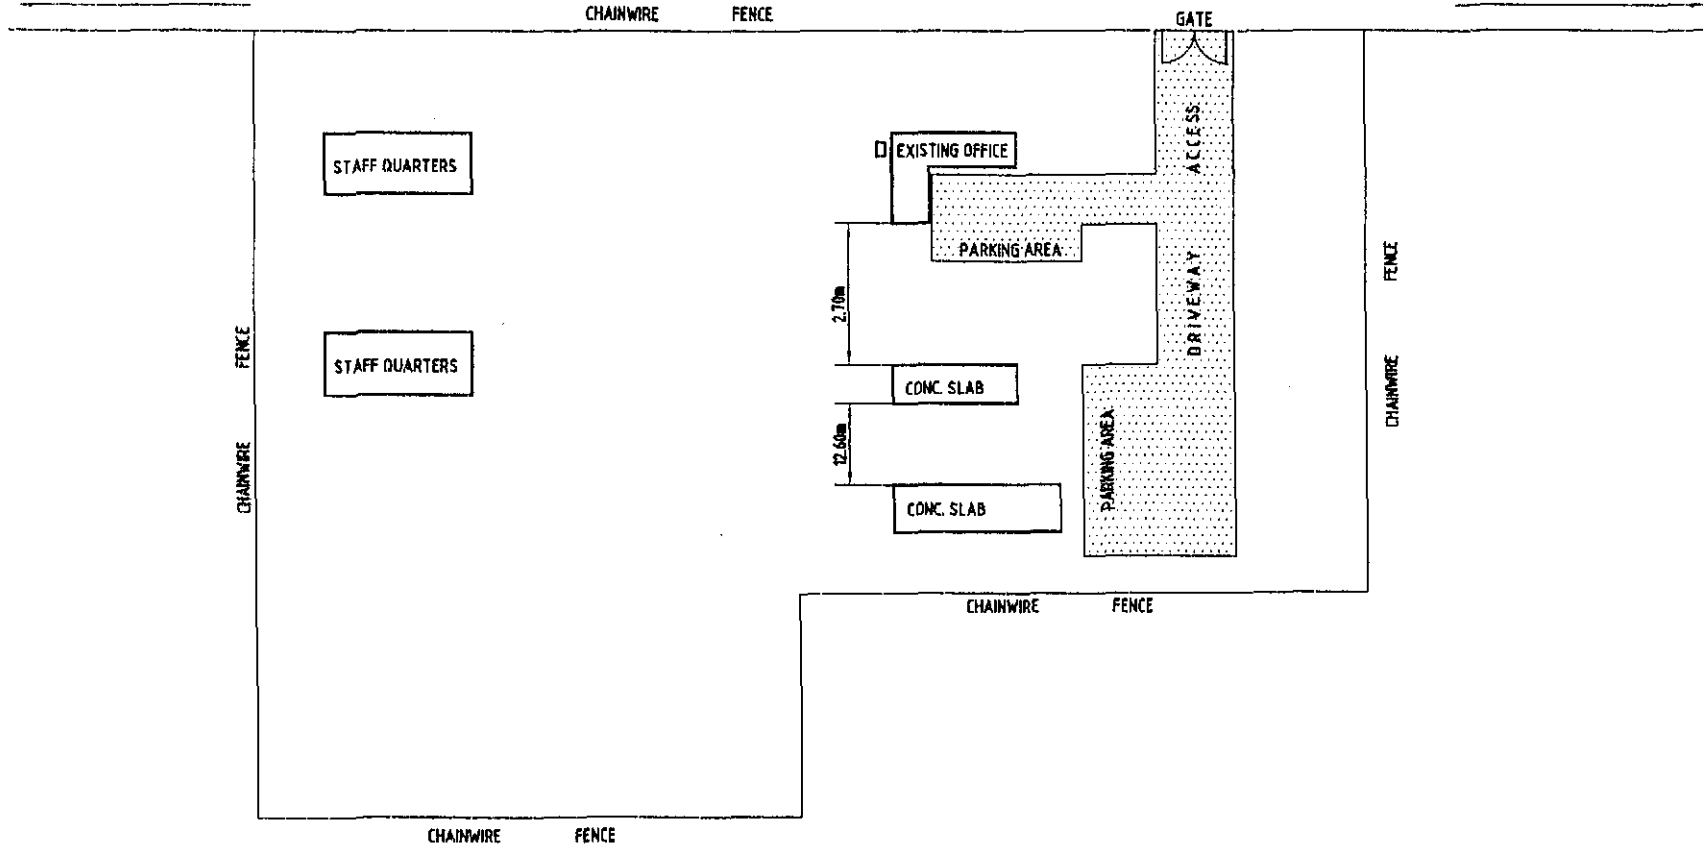 CHAINWIRE FENCE
GATE
ACCESS
STAFF QUARTERS
EXISTING OFFICE
PARKING AREA
DRIVEWAY
2.70m
FENCE
CHAINWIRE
FENCE
CHAINWIRE
STAFF QUARTERS
CONC. SLAB
12.60m
PARKING AREA
CONC. SLAB
CHAINWIRE FENCE
CHAINWIRE FENCE